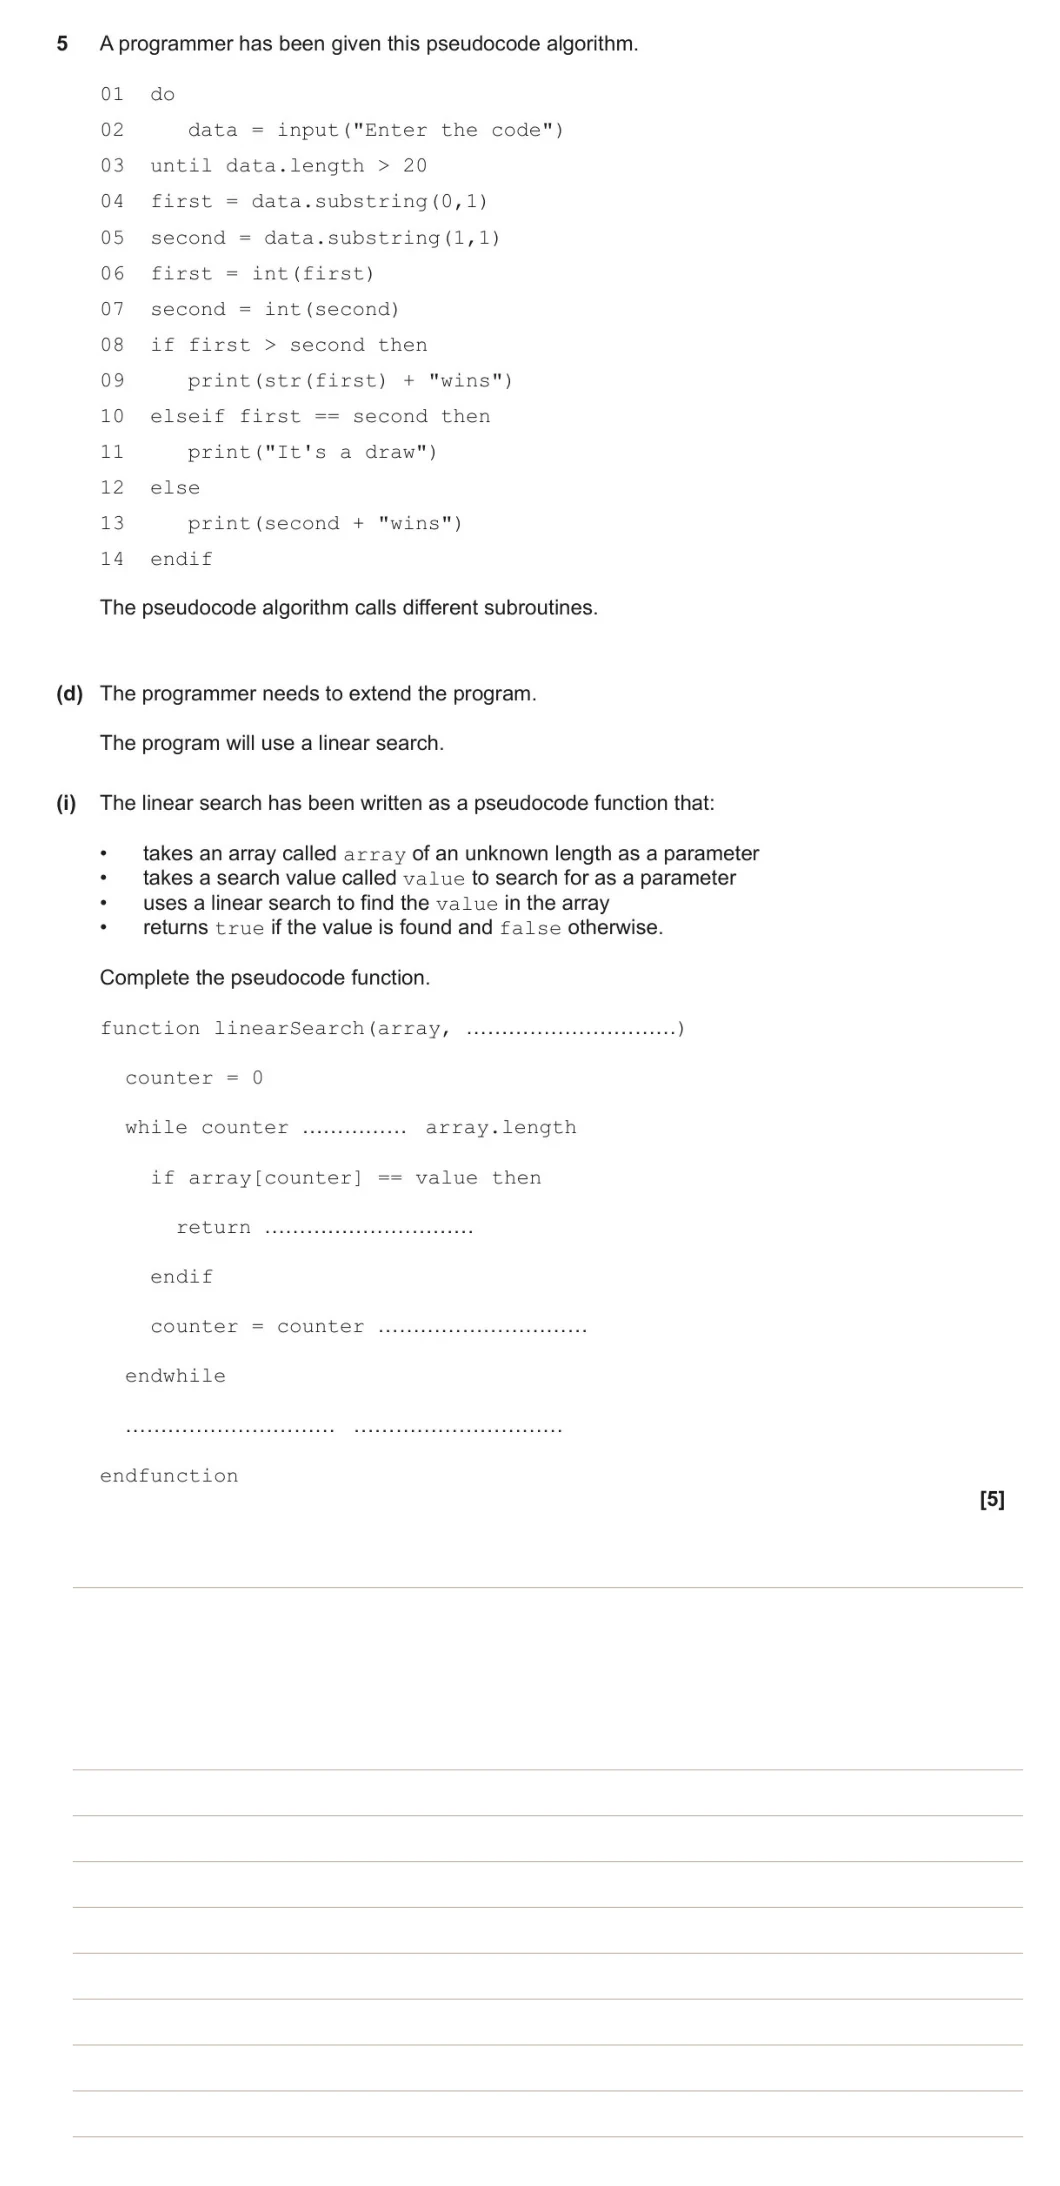 5 A programmer has been given this pseudocode algorithm.
01 do
02 data = input("Enter the code")
03 until data.length > 20
04 first = data.substring(0,1)
05 second = data.substring(1,1)
06 first = int(first)
07 second = int(second)
08 if first > second then
09 print(str(first) + "wins")
10 elseif first == second then
11 print("It's a draw")
12 else
13 print(second + "wins")
14 endif
The pseudocode algorithm calls different subroutines.
(d) The programmer needs to extend the program.
The program will use a linear search.
(i) The linear search has been written as a pseudocode function that:
• takes an array called array of an unknown length as a parameter
• takes a search value called value to search for as a parameter
• uses a linear search to find the value in the array
• returns true if the value is found and false otherwise.
Complete the pseudocode function.
function linearSearch(array, ..............................)
counter = 0
while counter ............... array.length
if array[counter] == value then
return ..............................
endif
counter = counter ..............................
endwhile
.............................. ..............................
endfunction
[5]